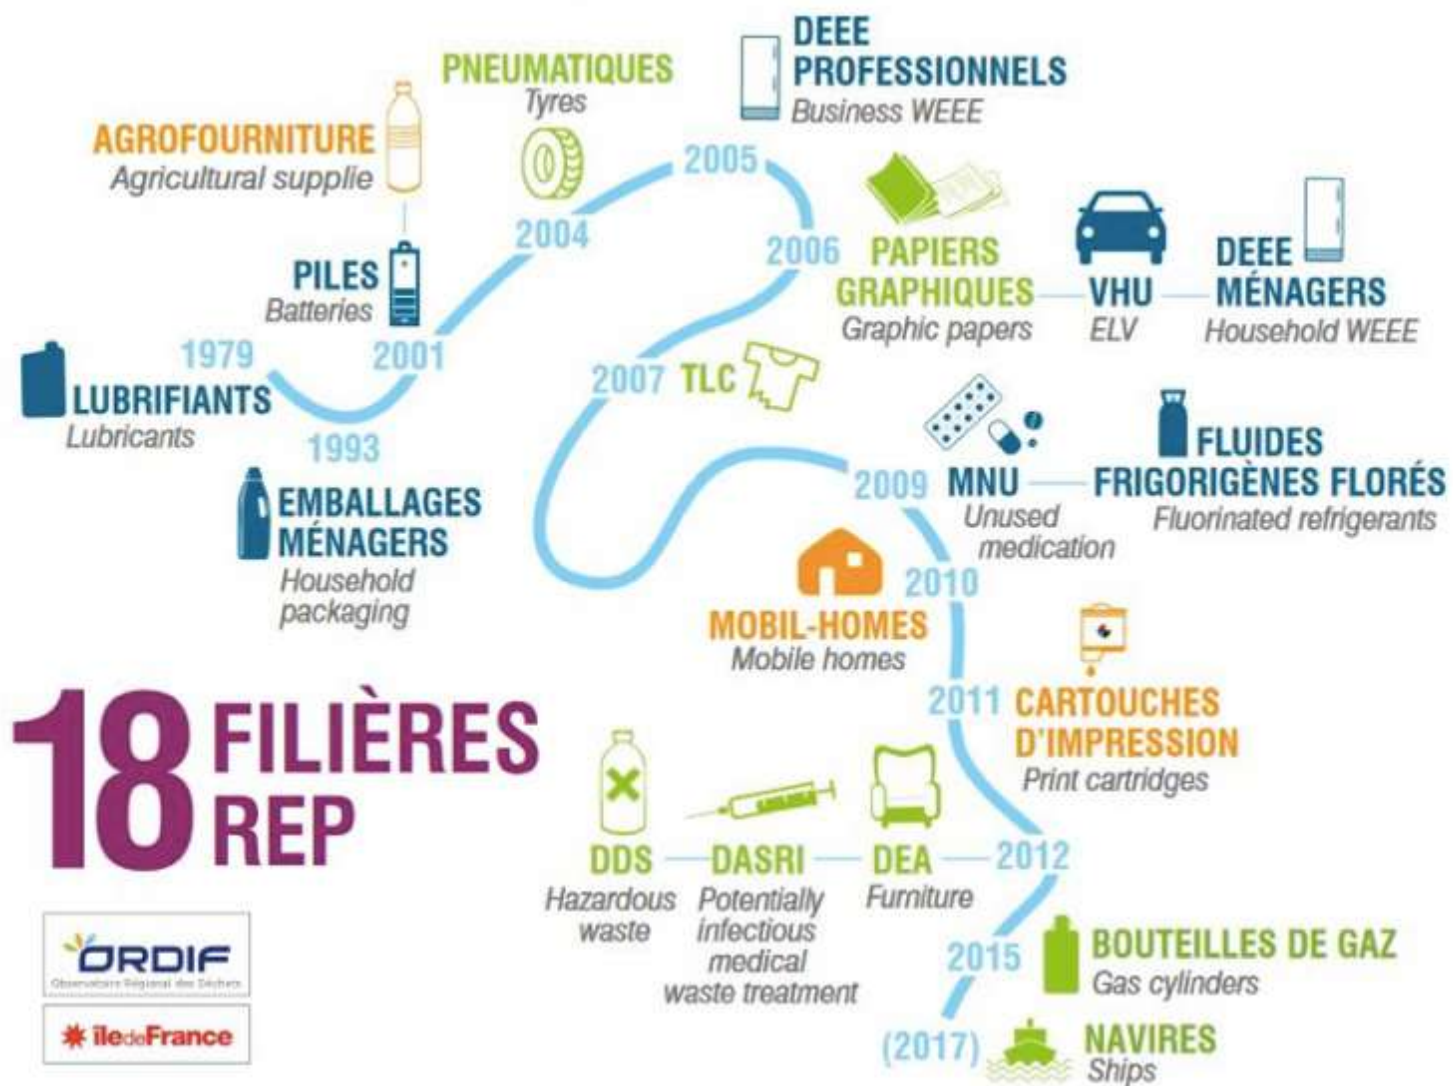 DEEE
PROFESSIONNELS
Business WEEE
PNEUMATIQUES
Tyres
AGROFOURNITURE
Agricultural supplie
2005
2004
2006
PAPIERS
GRAPHIQUES
Graphic papers
VHU
ELV
DEEE
MÉNAGERS
Household WEEE
PILES
Batteries
1979
2001
LUBRIFIANTS
Lubricants
1993
2007
TLC
EMBALLAGES
MÉNAGERS
Household
packaging
2009
MNU
Unused
medication
FLUIDES
FRIGORIGÈNES FLORÉS
Fluorinated refrigerants
2010
MOBIL-HOMES
Mobile homes
2011
CARTOUCHES
D'IMPRESSION
Print cartridges
18
FILIÈRES
REP
DDS
Hazardous
waste
DASRI
Potentially
infectious
medical
waste treatment
DEA
Furniture
2012
2015
BOUTEILLES DE GAZ
Gas cylinders
(2017)
NAVIRES
Ships
ORDIF
Observatoire Régional des Déchets
îledeFrance